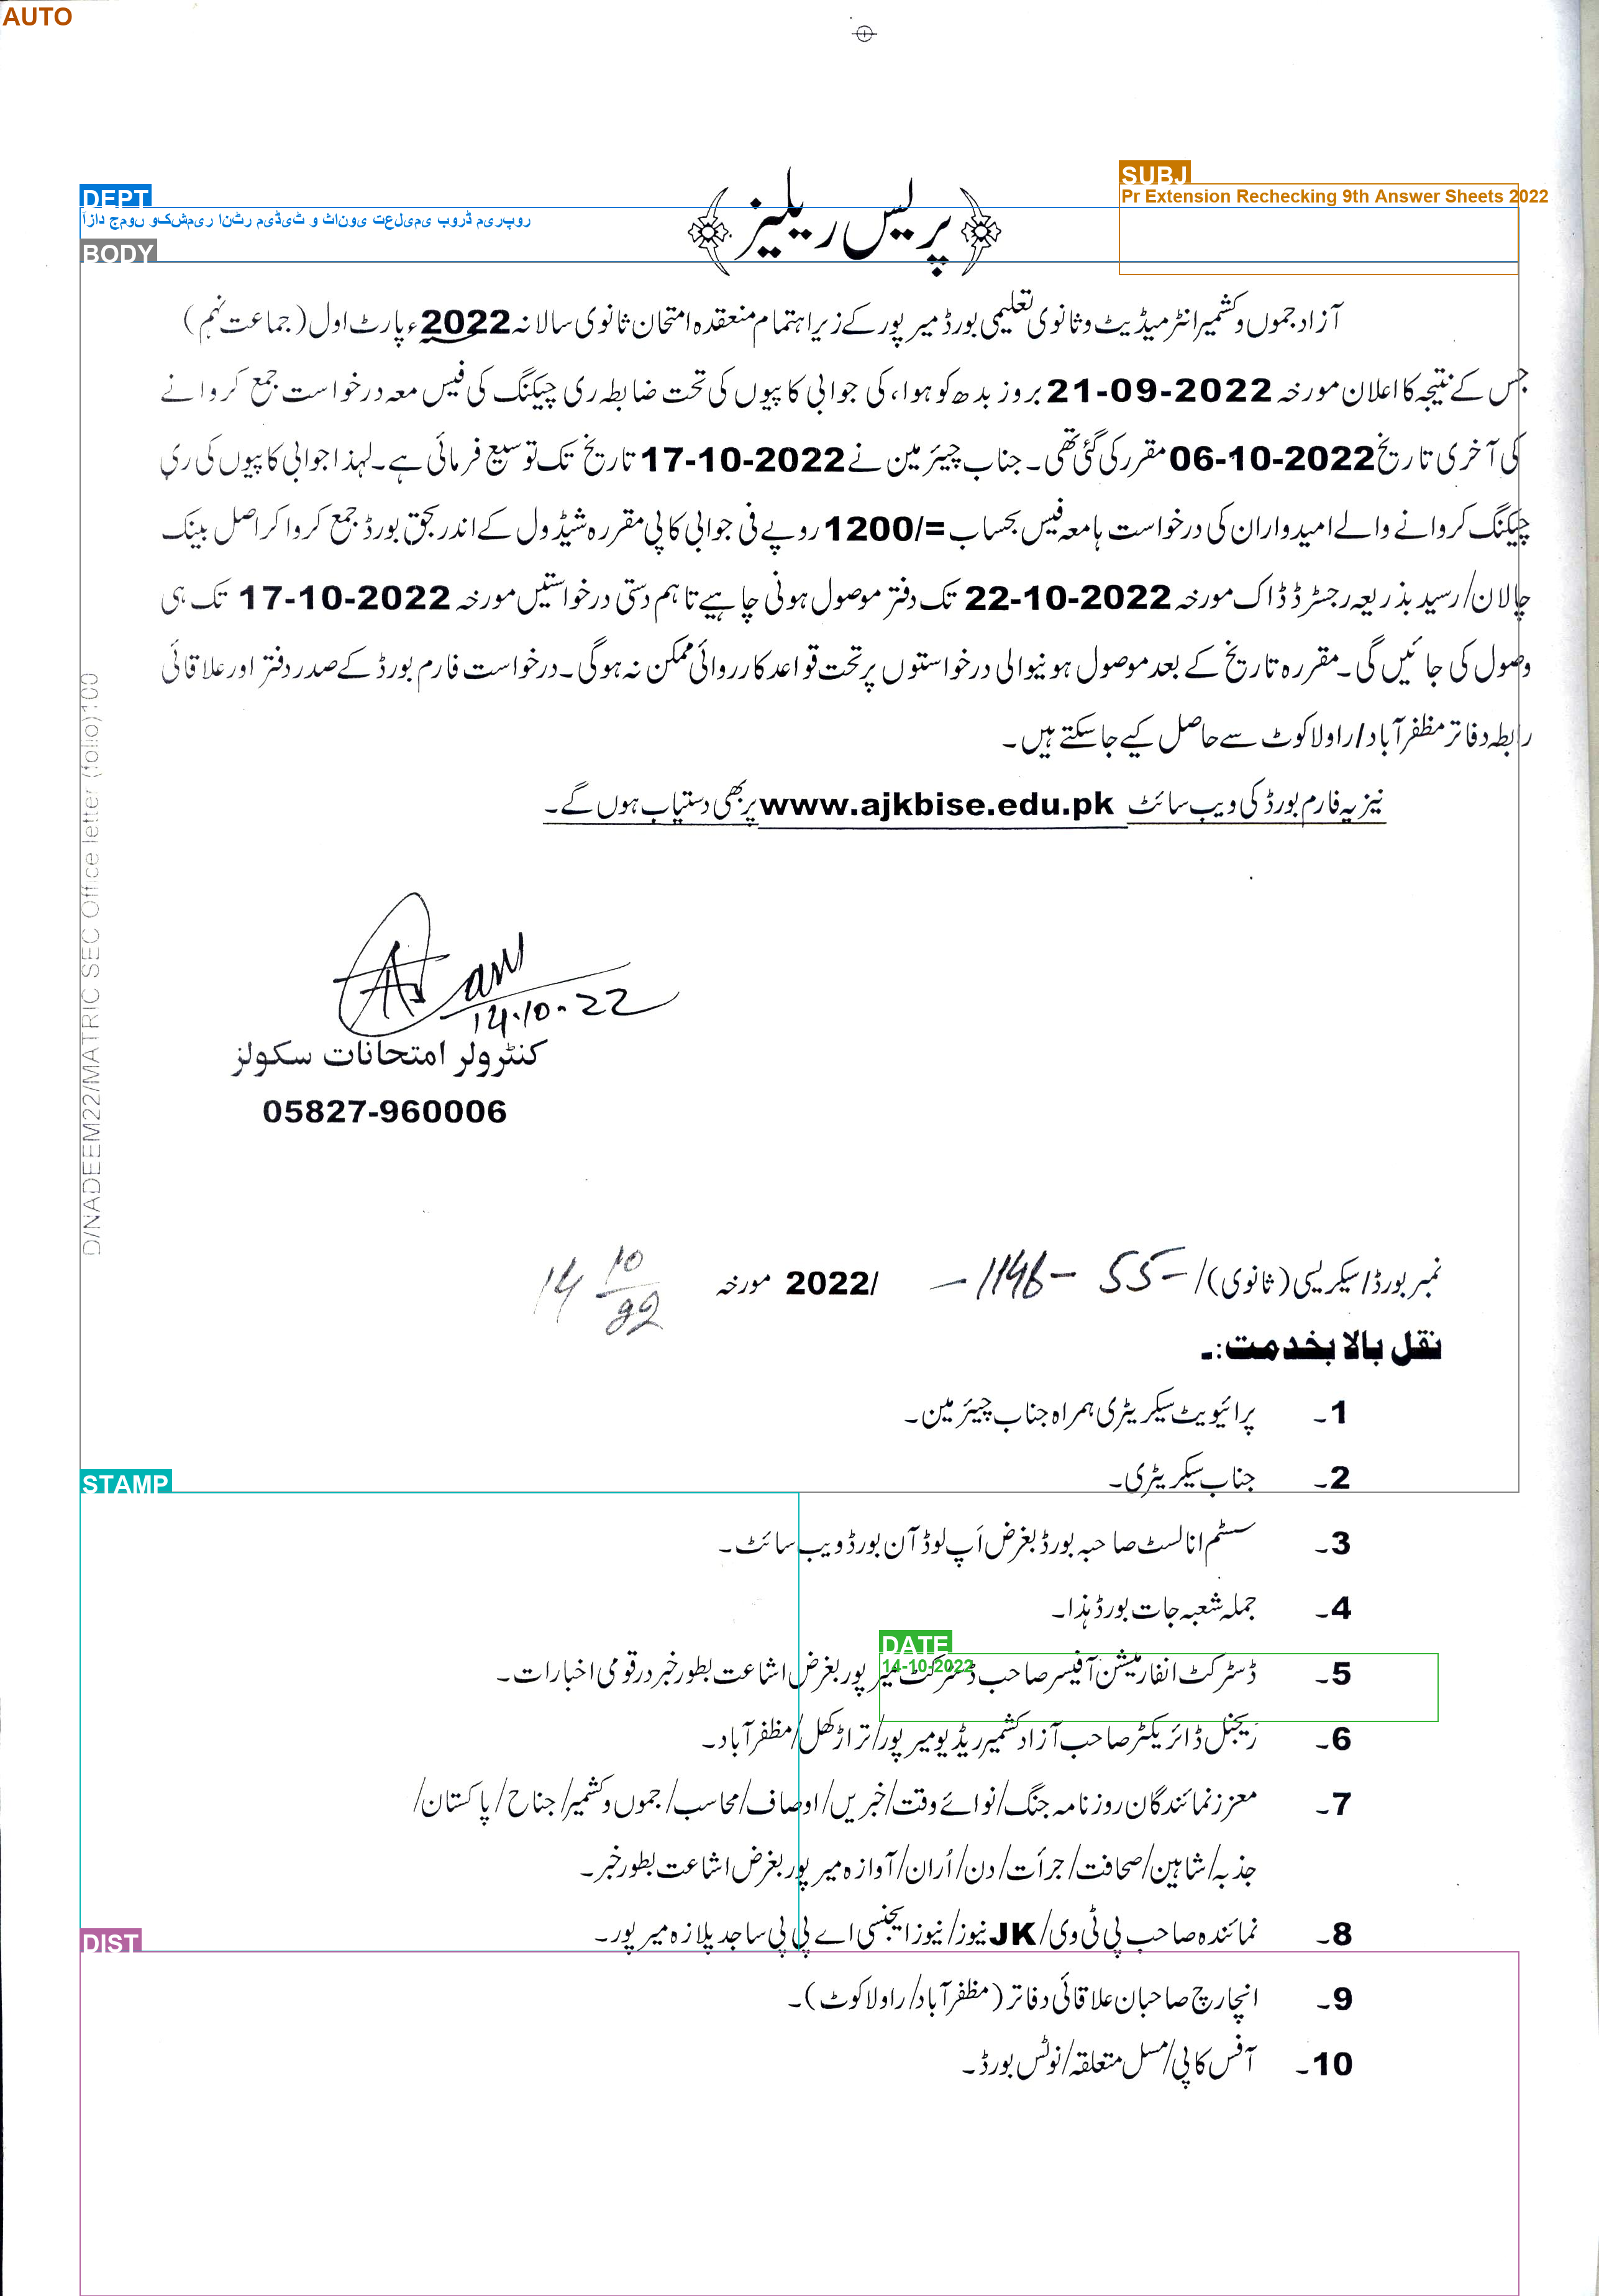 AUTO
SUBJ
Pr Extension Rechecking 9th Answer Sheets 2022
DEPT
آزاد جموں وکشمیر انٹر میڈیٹ و ثانوی تعلیمی بورڈ میرپور
BODY
پریس ریلیز
آزاد جموں وکشمیر انٹرمیڈیٹ و ثانوی تعلیمی بورڈ میرپور کے زیر اہتمام منعقدہ امتحان ثانوی سالانہ 2022ء پارٹ اول (جماعت نہم)
جس کے نتیجہ کا اعلان مورخہ 21-09-2022 بروز بدھ کو ہوا، کی جوابی کاپیوں کی تحت ضابطہ ری چیکنگ کی فیس معہ درخواست جمع کروانے
کی آخری تاریخ 06-10-2022 مقرر کی گئی تھی۔ جناب چیئرمین نے 17-10-2022 تاریخ تک توسیع فرمائی ہے۔ لہذا جوابی کاپیوں کی ری
چیکنگ کروانے والے امیدواران کی درخواست ہامعہ فیس بحساب =/1200 روپے فی جوابی کاپی مقررہ شیڈول کے اندر بحق بورڈ جمع کروا کر اصل بینک
چالان/رسید بذریعہ رجسٹرڈ ڈاک مورخہ 22-10-2022 تک دفتر موصول ہونی چاہیے تاہم دستی درخواستیں مورخہ 17-10-2022 تک ہی
وصول کی جائیں گی۔ مقررہ تاریخ کے بعد موصول ہونیوالی درخواستوں پر تحت قواعد کارروائی ممکن نہ ہوگی۔ درخواست فارم بورڈ کے صدر دفتر اور علاقائی
رابطہ دفاتر مظفرآباد/راولاکوٹ سے حاصل کیے جاسکتے ہیں۔
نیز یہ فارم بورڈ کی ویب سائٹ www.ajkbise.edu.pk پر بھی دستیاب ہوں گے۔
14-10-22
کنٹرولر امتحانات سکولز
05827-960006
D/NADEEM22/MATRIC SEC Office letter (folio)100
نمبر بورڈ/سیکریسی (ثانوی)/ 1146-55 /2022 مورخہ 14 10/22
نقل بالا بخدمت:۔
1۔ پرائیویٹ سیکریٹری ہمراہ جناب چیئرمین۔
2۔ جناب سیکریٹری۔
STAMP
3۔ سسٹم انالسٹ صاحبہ بورڈ بغرض اَپ لوڈ آن بورڈ ویب سائٹ۔
4۔ جملہ شعبہ جات بورڈ ہذا۔
DATE
14-10-2022
5۔ ڈسٹرکٹ انفارمیشن آفیسر صاحب ڈسٹرکٹ میرپور بغرض اشاعت بطور خبر در قومی اخبارات۔
6۔ ریجنل ڈائریکٹر صاحب آزاد کشمیر ریڈیو میرپور/تراڑکھل/مظفرآباد۔
7۔ معزز نمائندگان روزنامہ جنگ/نوائے وقت/خبریں/اوصاف/محاسب/جموں وکشمیر/جناح/پاکستان/
جذبہ/شاہین/صحافت/جرأت/دن/اُڑان/آوازہ میرپور بغرض اشاعت بطور خبر۔
8۔ نمائندہ صاحب پی ٹی وی/JK نیوز/نیوز ایجنسی اے پی پی ساجد پلازہ میرپور۔
DIST
9۔ انچارج صاحبان علاقائی دفاتر (مظفرآباد/راولاکوٹ)۔
10۔ آفس کاپی/مسل متعلقہ/نوٹس بورڈ۔